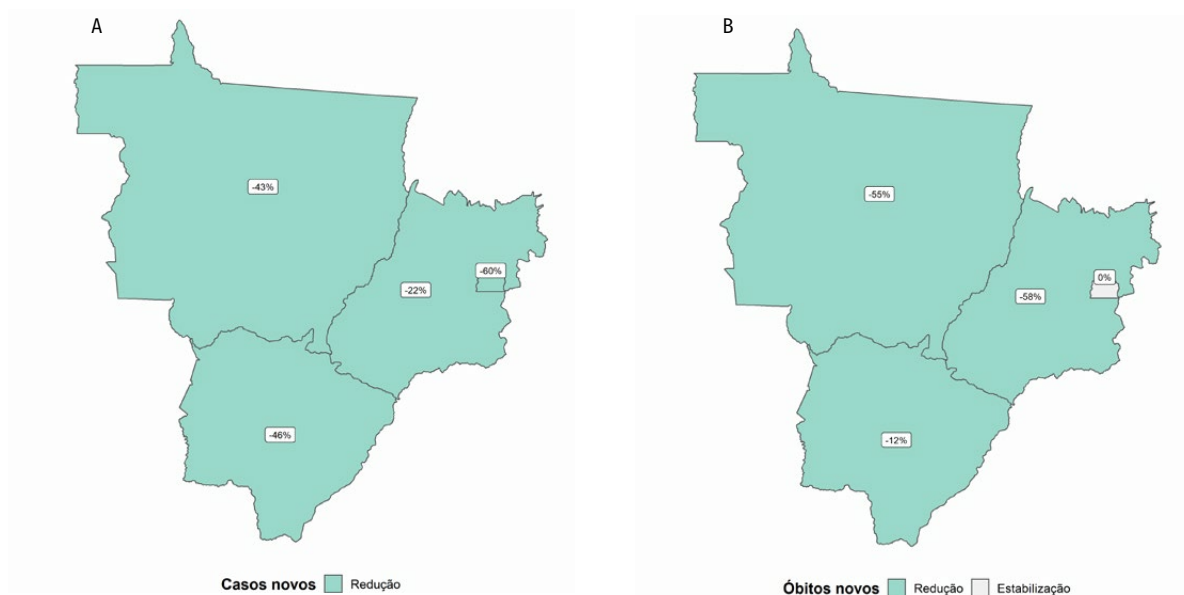 A
-43%
-60%
-22%
-46%
Casos novos Redução
B
-55%
0%
-58%
-12%
Óbitos novos Redução Estabilização